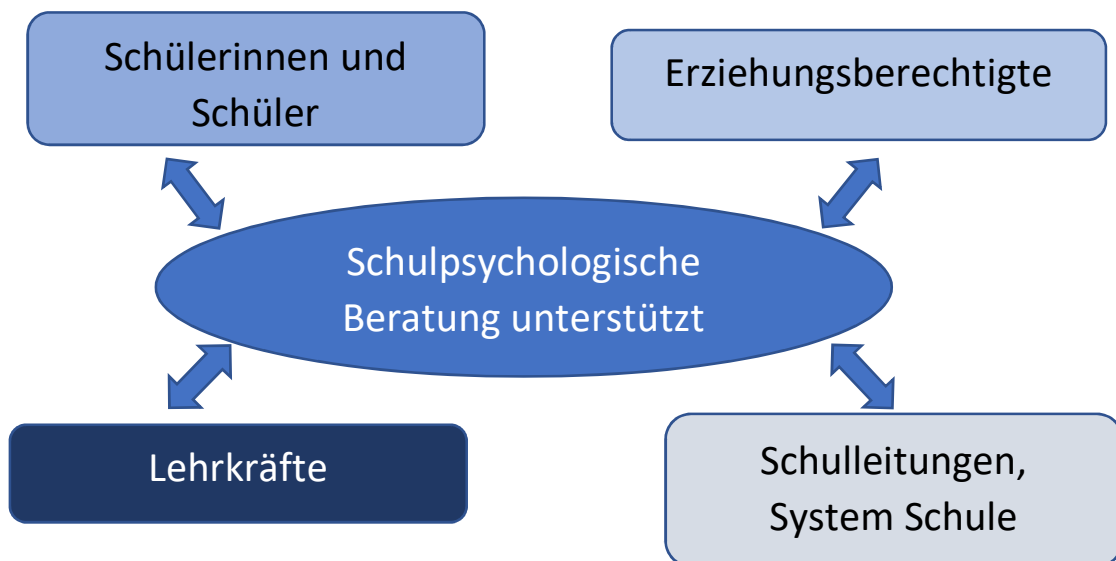 Schülerinnen und
Schüler
Erziehungsberechtigte
Schulpsychologische
Beratung unterstützt
Lehrkräfte
Schulleitungen,
System Schule